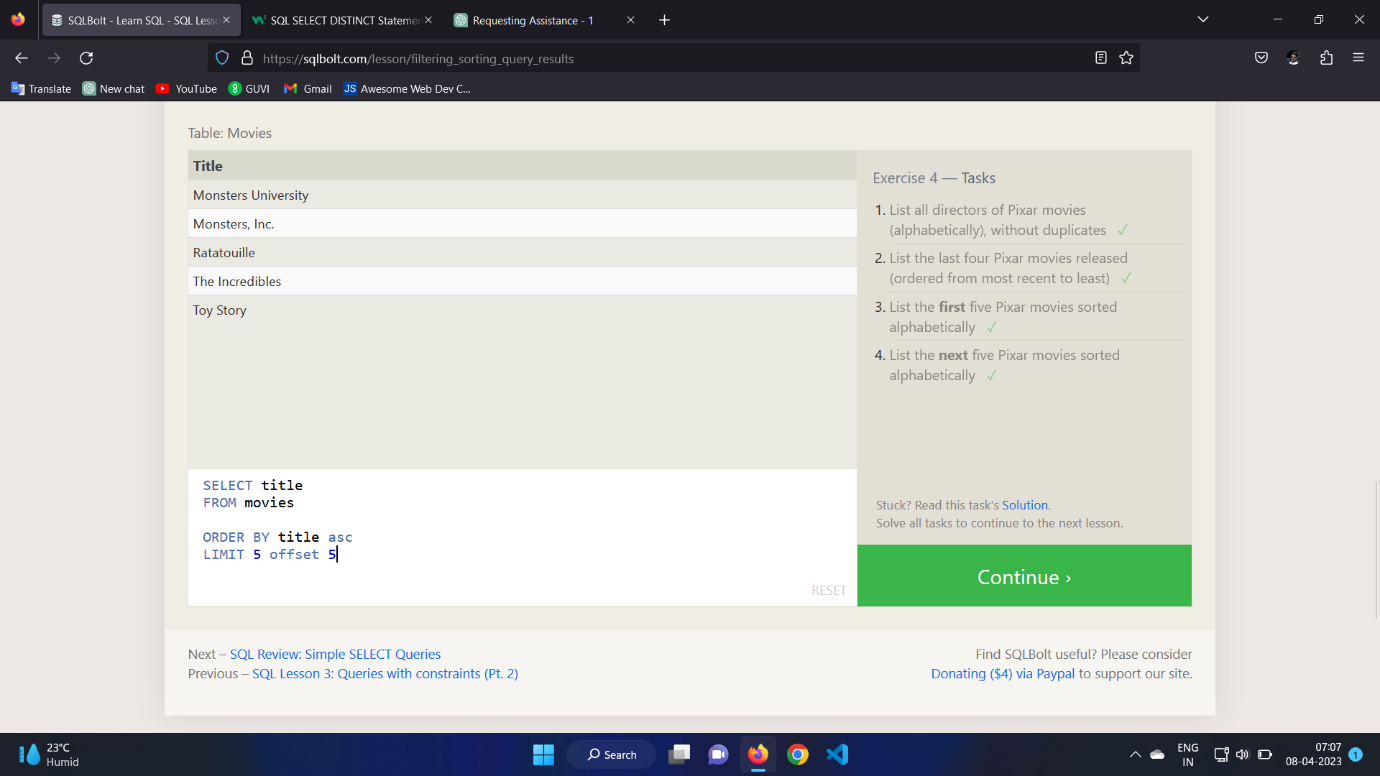 SQLBolt - Learn SQL - SQL Less
SQL SELECT DISTINCT Statemen
Requesting Assistance - 1
https://sqlbolt.com/lesson/filtering_sorting_query_results
Translate
New chat
YouTube
GUVI
Gmail
JS Awesome Web Dev C...
Table: Movies
Title
Monsters University
Monsters, Inc.
Ratatouille
The Incredibles
Toy Story
SELECT title
FROM movies
ORDER BY title asc
LIMIT 5 offset 5
RESET
Exercise 4 — Tasks
1. List all directors of Pixar movies
(alphabetically), without duplicates ✓
2. List the last four Pixar movies released
(ordered from most recent to least) ✓
3. List the first five Pixar movies sorted
alphabetically ✓
4. List the next five Pixar movies sorted
alphabetically ✓
Stuck? Read this task's Solution.
Solve all tasks to continue to the next lesson.
Continue ›
Next – SQL Review: Simple SELECT Queries
Previous – SQL Lesson 3: Queries with constraints (Pt. 2)
Find SQLBolt useful? Please consider
Donating ($4) via Paypal to support our site.
23°C
Humid
Search
ENG
IN
07:07
08-04-2023
1